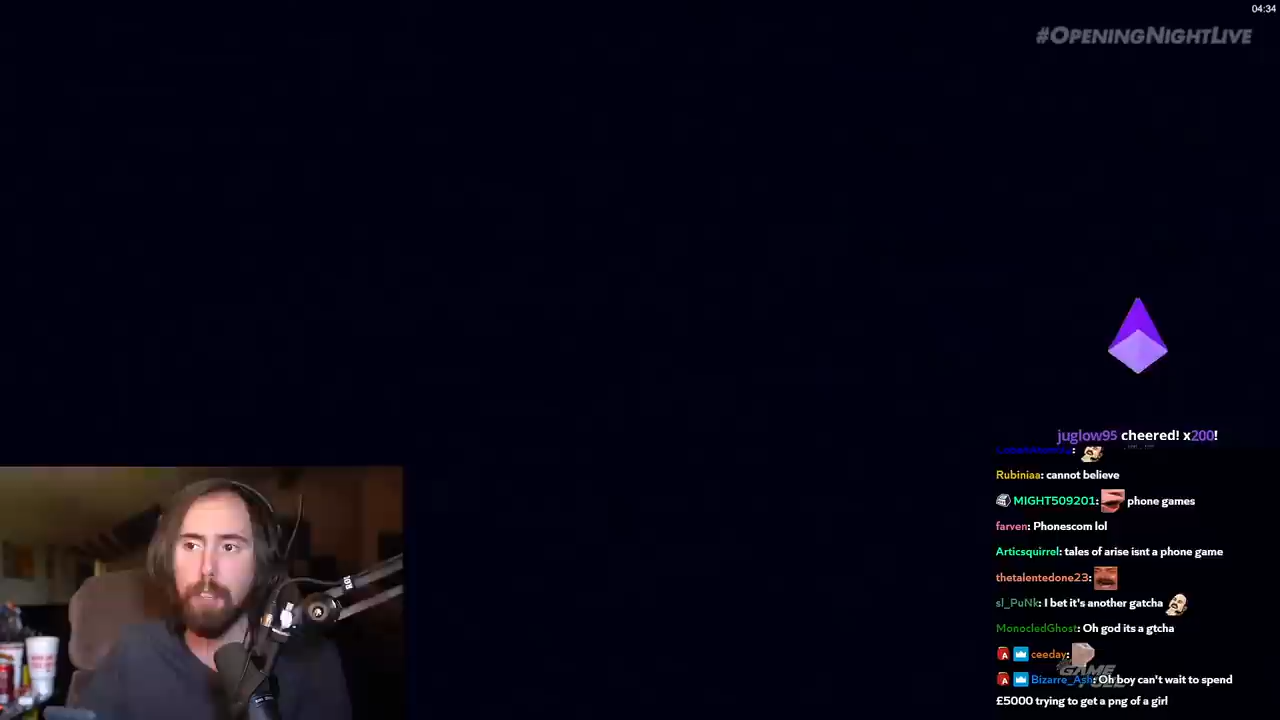 04:34
#OpeningNightLive
juglow95 cheered! x200!
Rubiniaa: cannot believe
MIGHT509201: phone games
farven: Phonescom lol
Articsquirrel: tales of arise isnt a phone game
thetalentedone23:
sl_PuNk: I bet it's another gatcha
MonocledGhost: Oh god its a gtcha
ceeday:
GAME
Bizarre_Ash: Oh boy can't wait to spend
£5000 trying to get a png of a girl